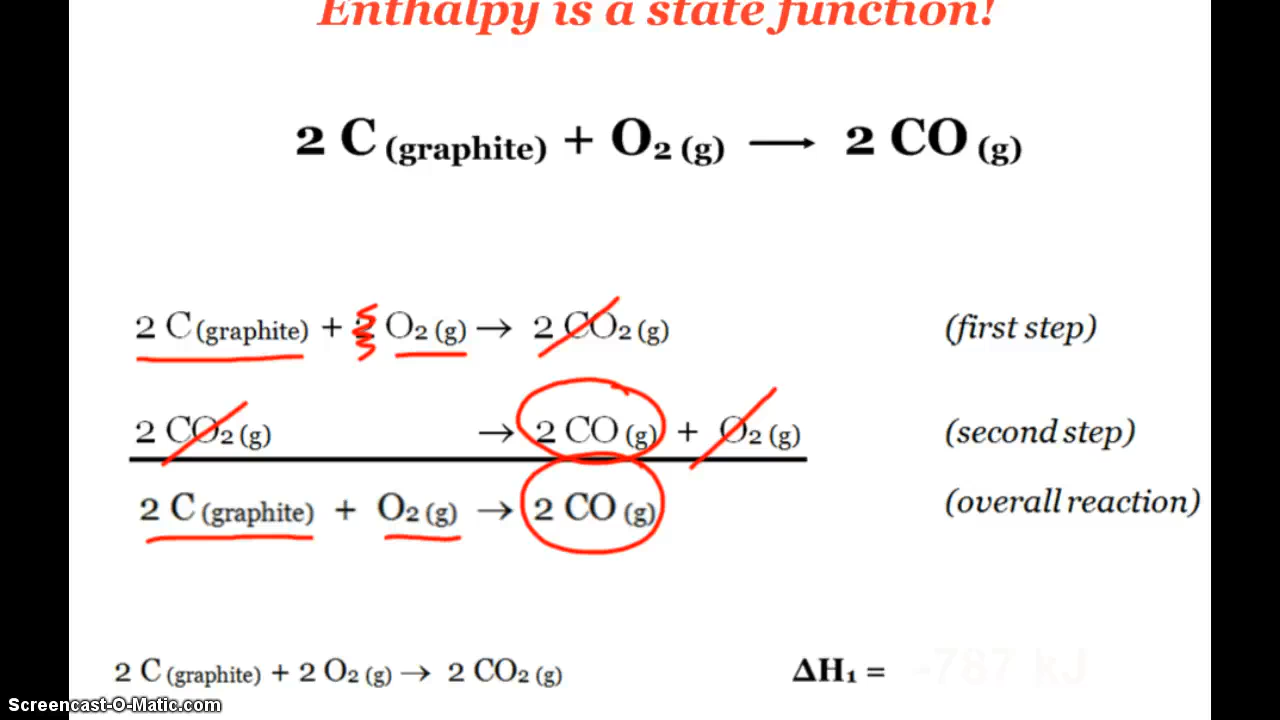 Enthalpy is a state function!
2 C (graphite) + O₂ (g) ⟶ 2 CO (g)
2 C (graphite) + 2 O₂ (g) → 2 CO₂ (g) (first step)
2 CO₂ (g) → 2 CO (g) + O₂ (g) (second step)
2 C (graphite) + O₂ (g) → 2 CO (g) (overall reaction)
2 C (graphite) + 2 O₂ (g) → 2 CO₂ (g) ΔH₁ = -787 kJ
Screencast-O-Matic.com